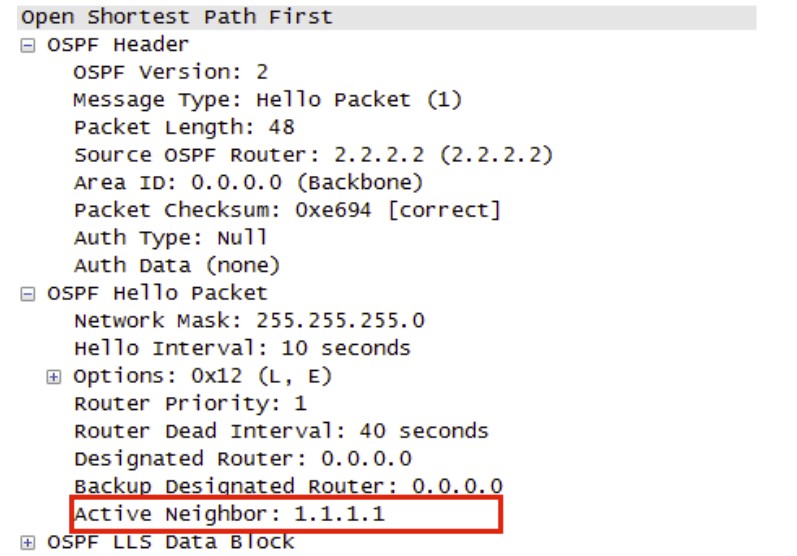 Open Shortest Path First
OSPF Header
OSPF Version: 2
Message Type: Hello Packet (1)
Packet Length: 48
Source OSPF Router: 2.2.2.2 (2.2.2.2)
Area ID: 0.0.0.0 (Backbone)
Packet Checksum: 0xe694 [correct]
Auth Type: Null
Auth Data (none)
OSPF Hello Packet
Network Mask: 255.255.255.0
Hello Interval: 10 seconds
Options: 0x12 (L, E)
Router Priority: 1
Router Dead Interval: 40 seconds
Designated Router: 0.0.0.0
Backup Designated Router: 0.0.0.0
Active Neighbor: 1.1.1.1
OSPF LLS Data Block